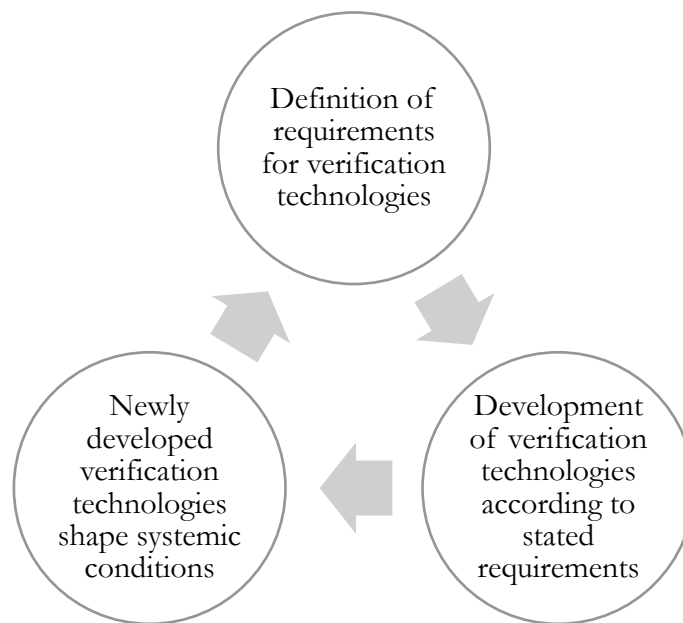 Definition of
requirements
for verification
technologies
Newly
developed
verification
technologies
shape systemic
conditions
Development
of verification
technologies
according to
stated
requirements